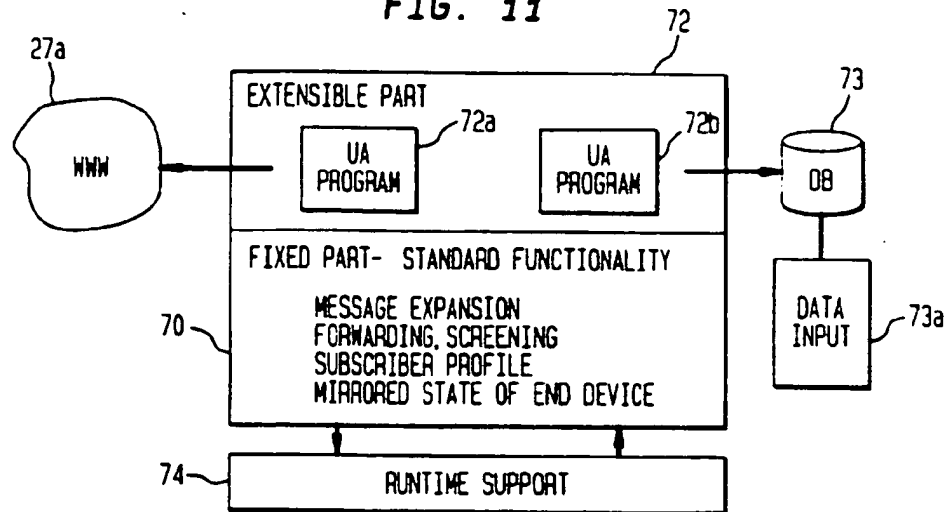 FIG. 11
72
27a
EXTENSIBLE PART
73
72a
72b
WWW
UA
PROGRAM
UA
PROGRAM
DB
FIXED PART- STANDARD FUNCTIONALITY
MESSAGE EXPANSION
FORWARDING, SCREENING
SUBSCRIBER PROFILE
MIRRORED STATE OF END DEVICE
70
DATA
INPUT
73a
74
RUNTIME SUPPORT